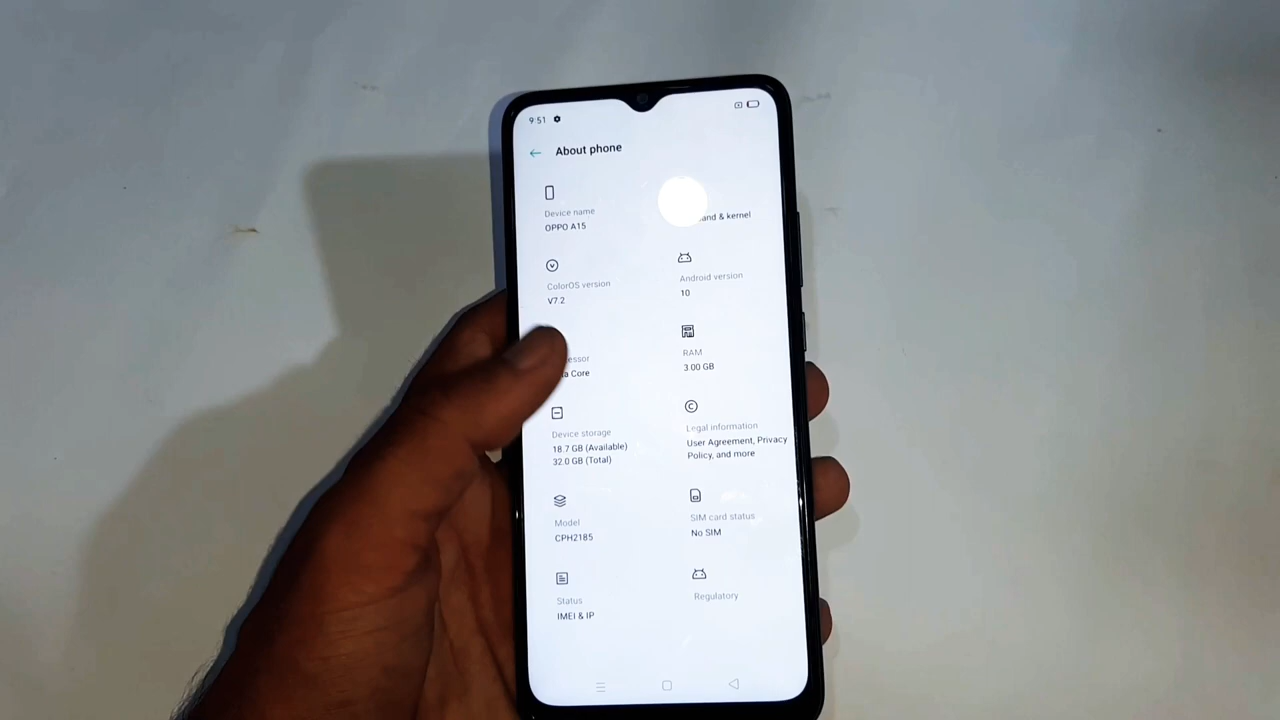 9:51
About phone
Device name
OPPO A15
and & kernel
ColorOS version
V7.2
Android version
10
essor
a Core
RAM
3.00 GB
Device storage
18.7 GB (Available)
32.0 GB (Total)
Legal information
User Agreement, Privacy
Policy, and more
Model
CPH2185
SIM card status
No SIM
Status
IMEI & IP
Regulatory